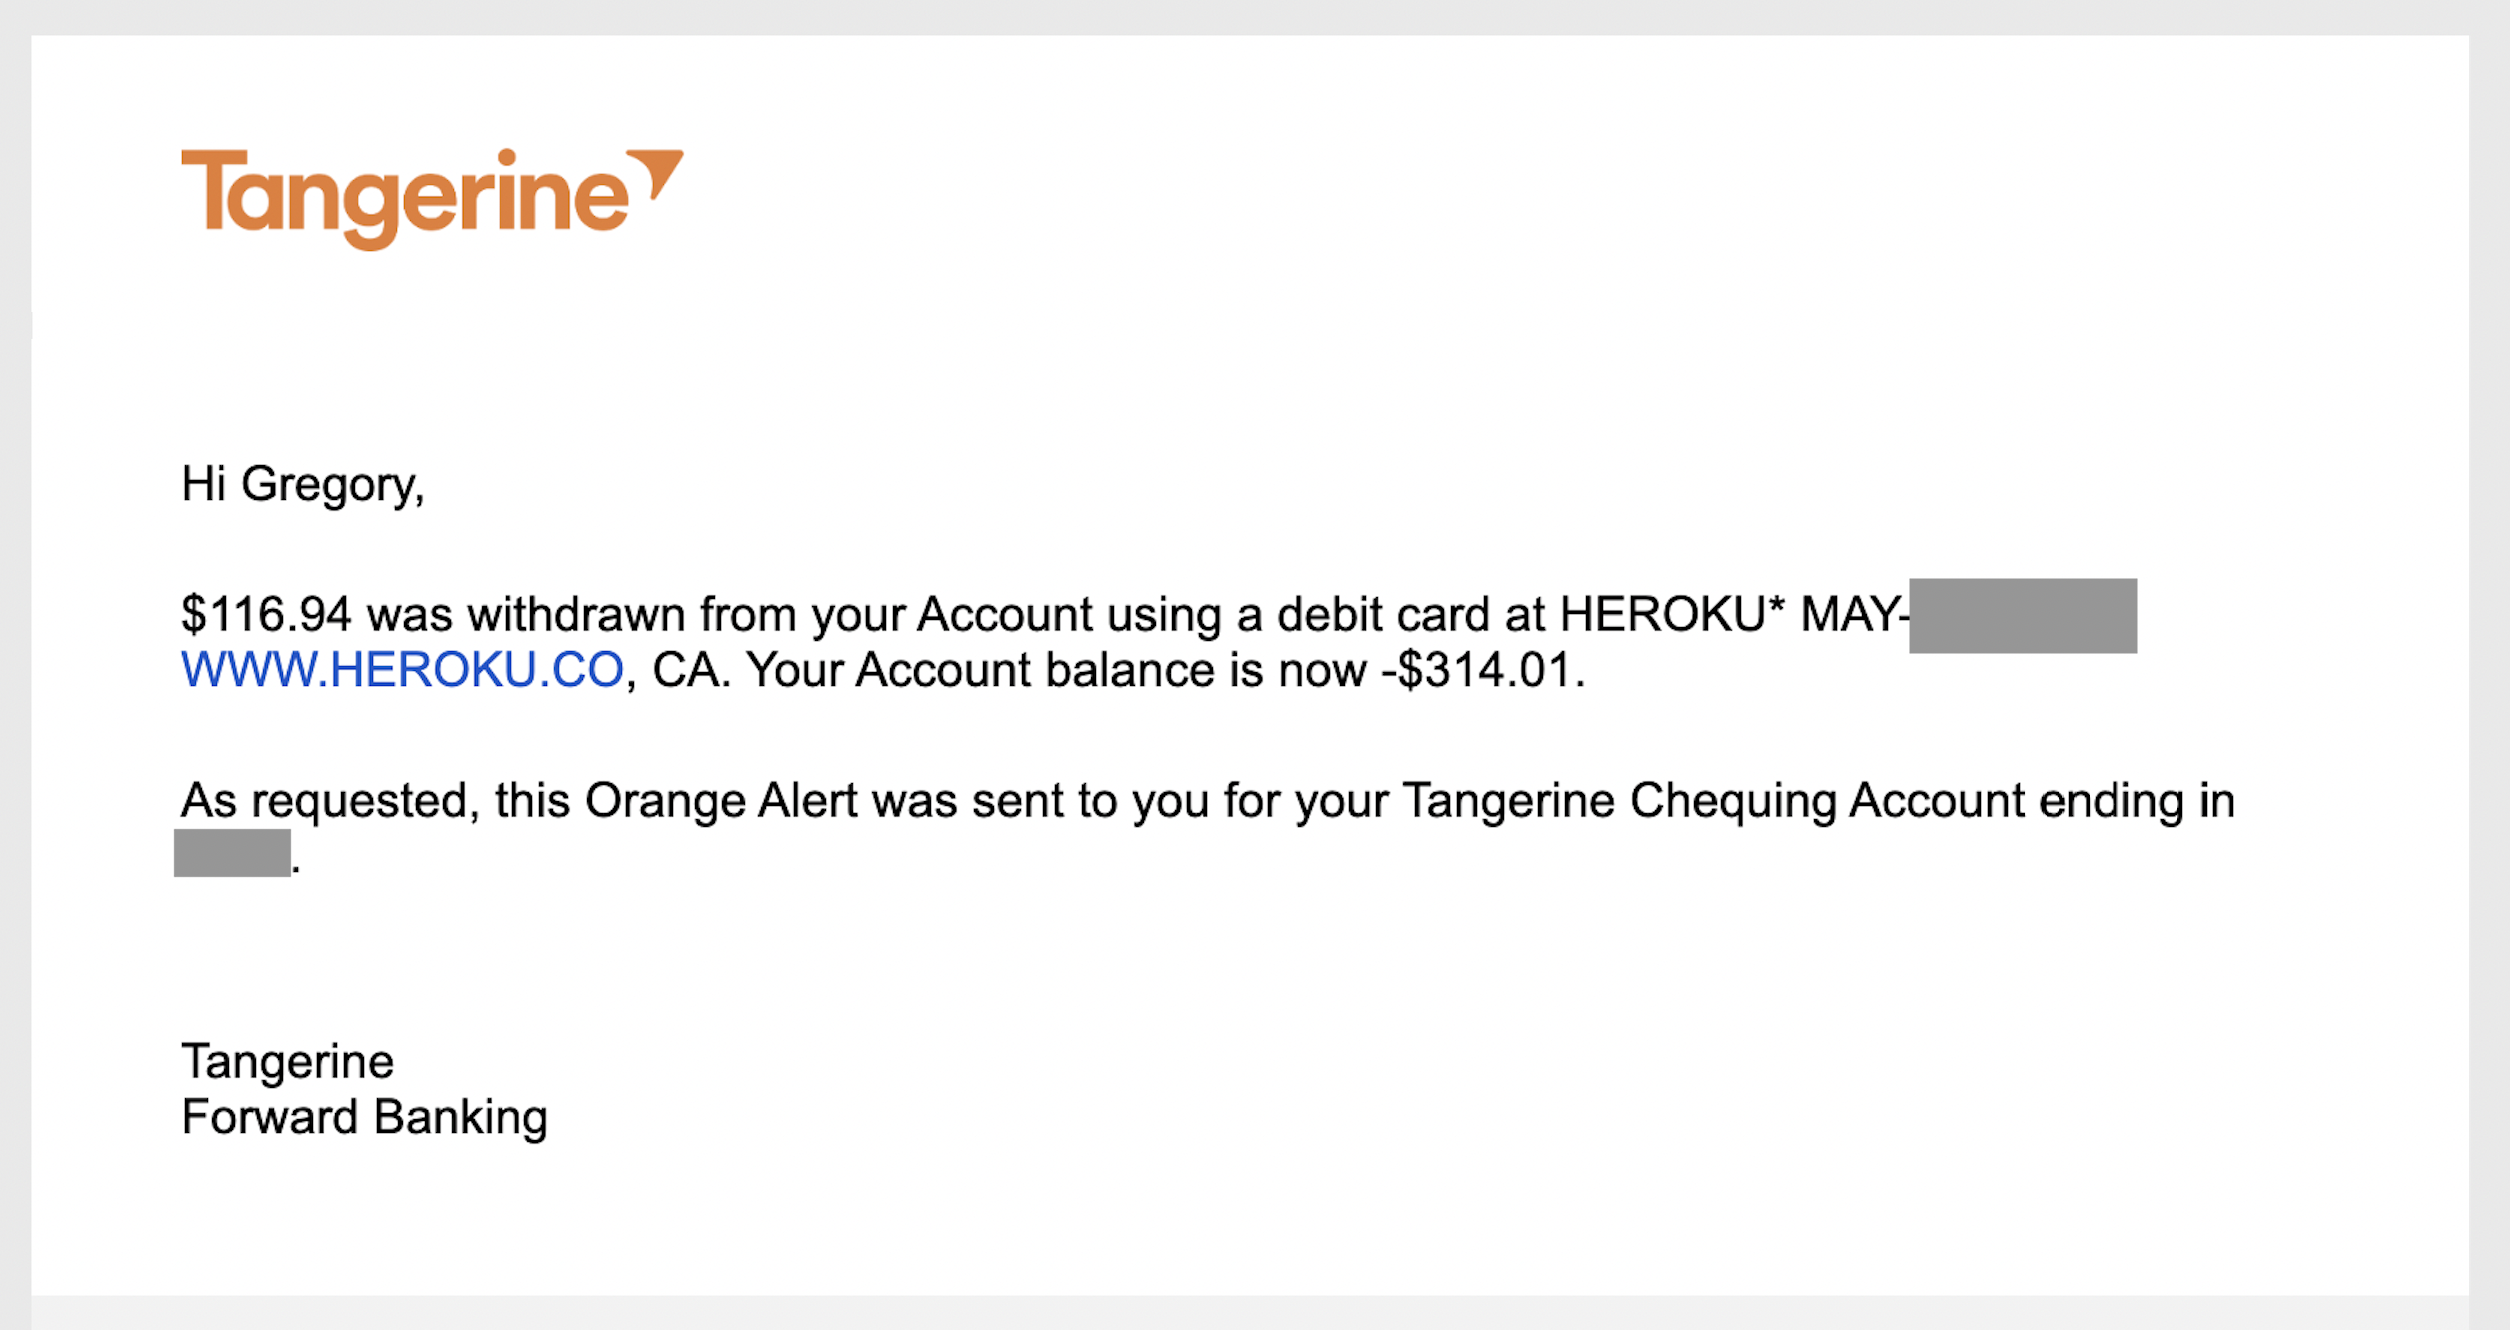 Tangerine
Hi Gregory,
$116.94 was withdrawn from your Account using a debit card at HEROKU* MAY-
WWW.HEROKU.CO, CA. Your Account balance is now -$314.01.
As requested, this Orange Alert was sent to you for your Tangerine Chequing Account ending in
.
Tangerine
Forward Banking